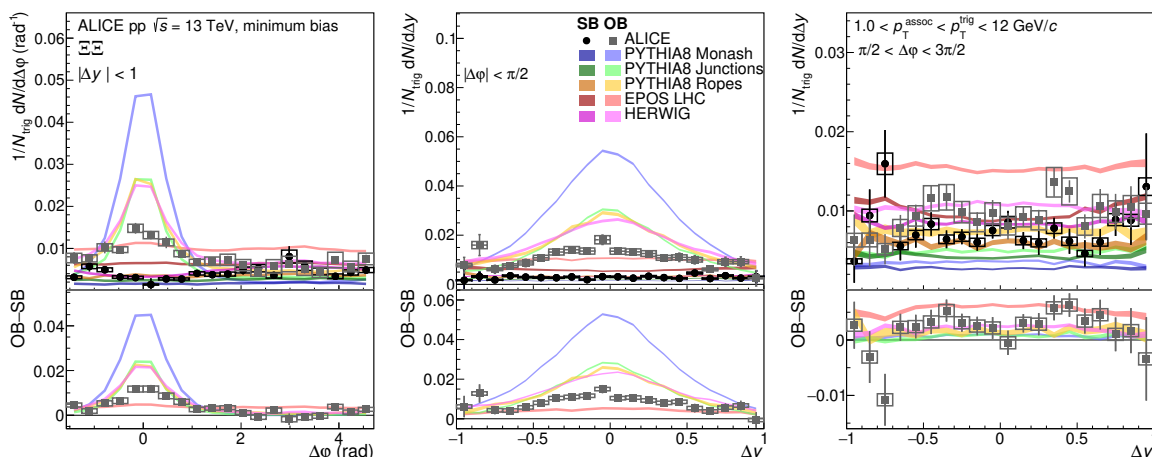 ALICE pp √s = 13 TeV, minimum bias
ΞΞ
|Δy| < 1
1/N_trig dN/dΔφ (rad⁻¹)
0.06
0.05
0.04
0.03
0.02
0.01
0
OB−SB
0.04
0.02
0
0 2 4
Δφ (rad)
1/N_trig dN/dΔy
|Δφ| < π/2
SB OB
ALICE
PYTHIA8 Monash
PYTHIA8 Junctions
PYTHIA8 Ropes
EPOS LHC
HERWIG
0.1
0.08
0.06
0.04
0.02
0
OB−SB
0.06
0.04
0.02
0
−1 −0.5 0 0.5 1
Δy
1/N_trig dN/dΔy
1.0 < p_T^assoc < p_T^trig < 12 GeV/c
π/2 < Δφ < 3π/2
0.03
0.02
0.01
OB−SB
0
−0.01
−1 −0.5 0 0.5 1
Δy